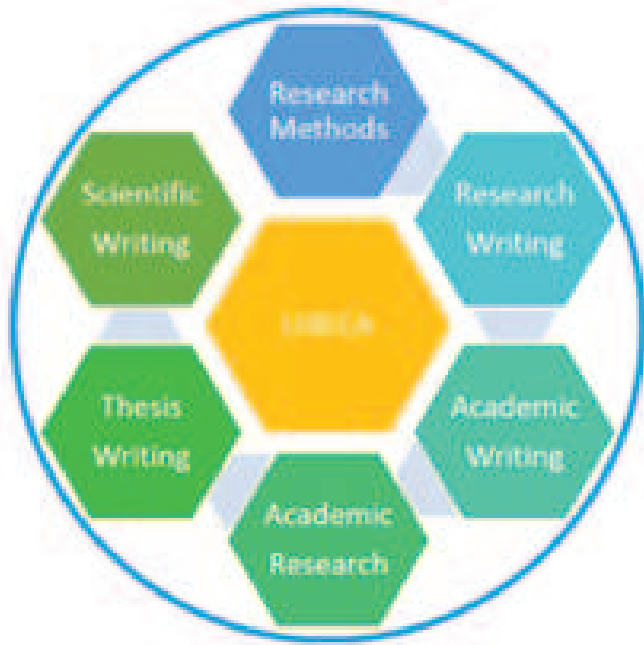 Research
Methods
Research
Writing
Academic
Writing
Academic
Research
Thesis
Writing
Scientific
Writing